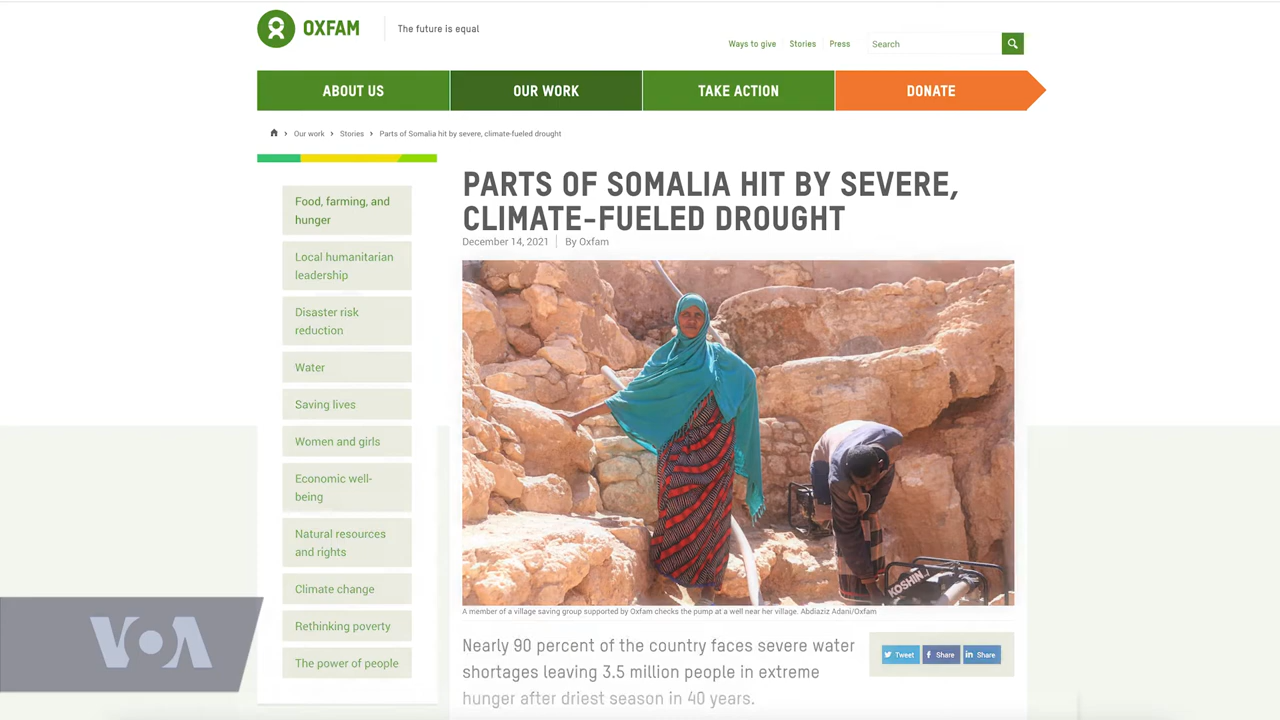 OXFAM
The future is equal
Ways to give
Stories
Press
Search
ABOUT US
OUR WORK
TAKE ACTION
DONATE
Our work > Stories > Parts of Somalia hit by severe, climate-fueled drought
Food, farming, and
hunger
Local humanitarian
leadership
Disaster risk
reduction
Water
Saving lives
Women and girls
Economic well-
being
Natural resources
and rights
Climate change
Rethinking poverty
The power of people
PARTS OF SOMALIA HIT BY SEVERE,
CLIMATE-FUELED DROUGHT
December 14, 2021 | By Oxfam
KOSHIN
A member of a village saving group supported by Oxfam checks the pump at a well near her village. Abdiaziz Adani/Oxfam
Nearly 90 percent of the country faces severe water
shortages leaving 3.5 million people in extreme
hunger after driest season in 40 years.
Tweet
Share
Share
VOA